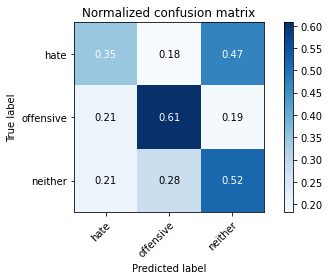 Normalized confusion matrix
True label
hate 0.35 0.18 0.47
offensive 0.21 0.61 0.19
neither 0.21 0.28 0.52
hate offensive neither
Predicted label
0.60
0.55
0.50
0.45
0.40
0.35
0.30
0.25
0.20